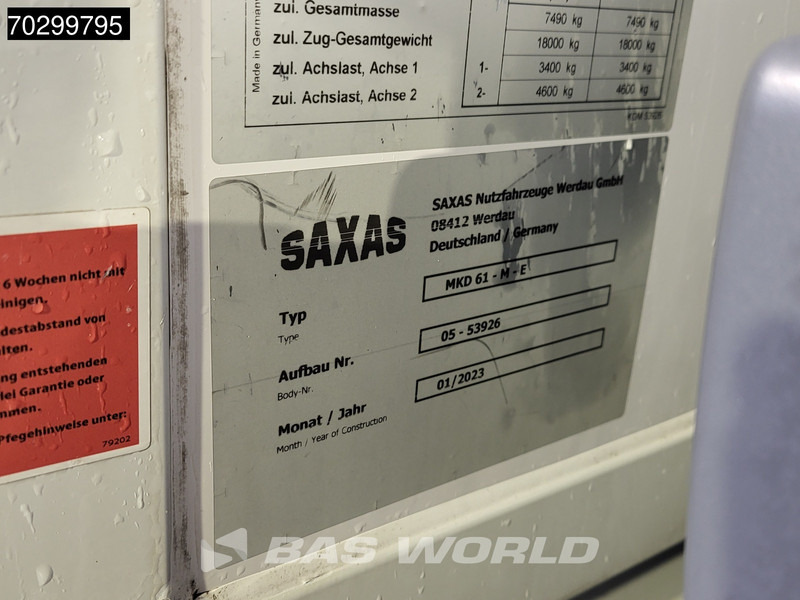 70299795
Made in Germany
zul. Gesamtmasse 7490 kg 7490 kg
zul. Zug-Gesamtgewicht 18000 kg 18000 kg
zul. Achslast, Achse 1 1- 3400 kg 3400 kg
zul. Achslast, Achse 2 2- 4600 kg 4600 kg
SAXAS
SAXAS Nutzfahrzeuge Werdau GmbH
08412 Werdau
Deutschland / Germany
Typ MKD 61 - M - E
Type
Aufbau Nr. 05 - 53926
Body-Nr.
Monat / Jahr 01/2023
Month / Year of Construction
6 Wochen nicht mit
inigen.
destabstand von
lten.
ng entstehenden
iel Garantie oder
mmen.
Pflegehinweise unter:
79202
BAS WORLD